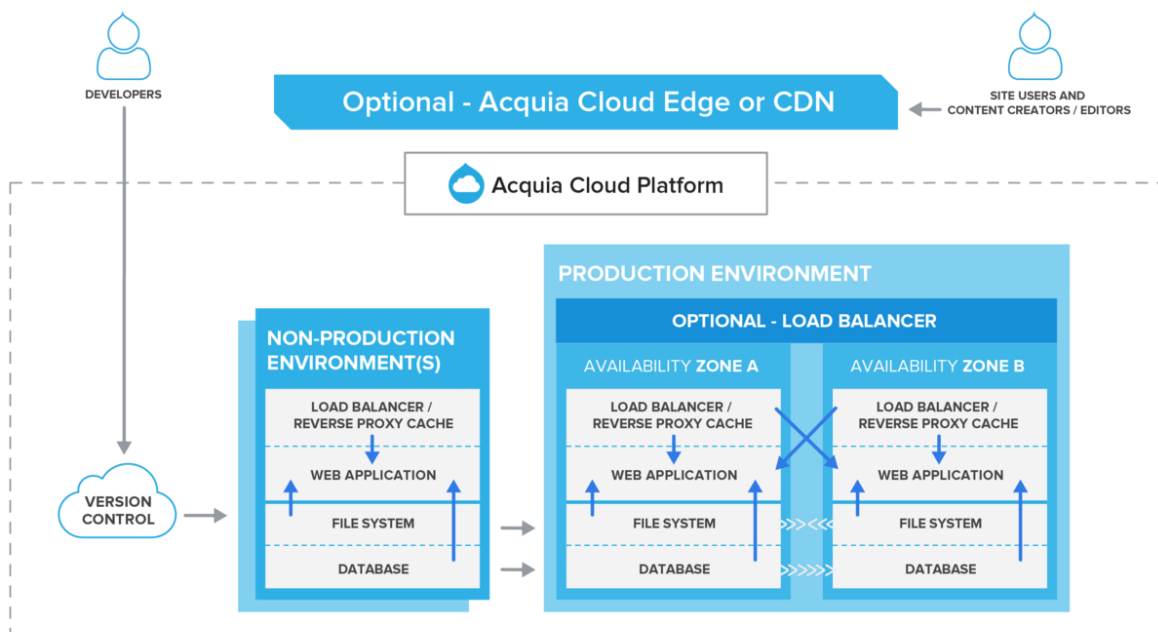 DEVELOPERS
Optional - Acquia Cloud Edge or CDN
SITE USERS AND
CONTENT CREATORS / EDITORS
Acquia Cloud Platform
VERSION
CONTROL
NON-PRODUCTION
ENVIRONMENT(S)
LOAD BALANCER /
REVERSE PROXY CACHE
WEB APPLICATION
FILE SYSTEM
DATABASE
PRODUCTION ENVIRONMENT
OPTIONAL - LOAD BALANCER
AVAILABILITY ZONE A
LOAD BALANCER /
REVERSE PROXY CACHE
WEB APPLICATION
FILE SYSTEM
DATABASE
AVAILABILITY ZONE B
LOAD BALANCER /
REVERSE PROXY CACHE
WEB APPLICATION
FILE SYSTEM
DATABASE